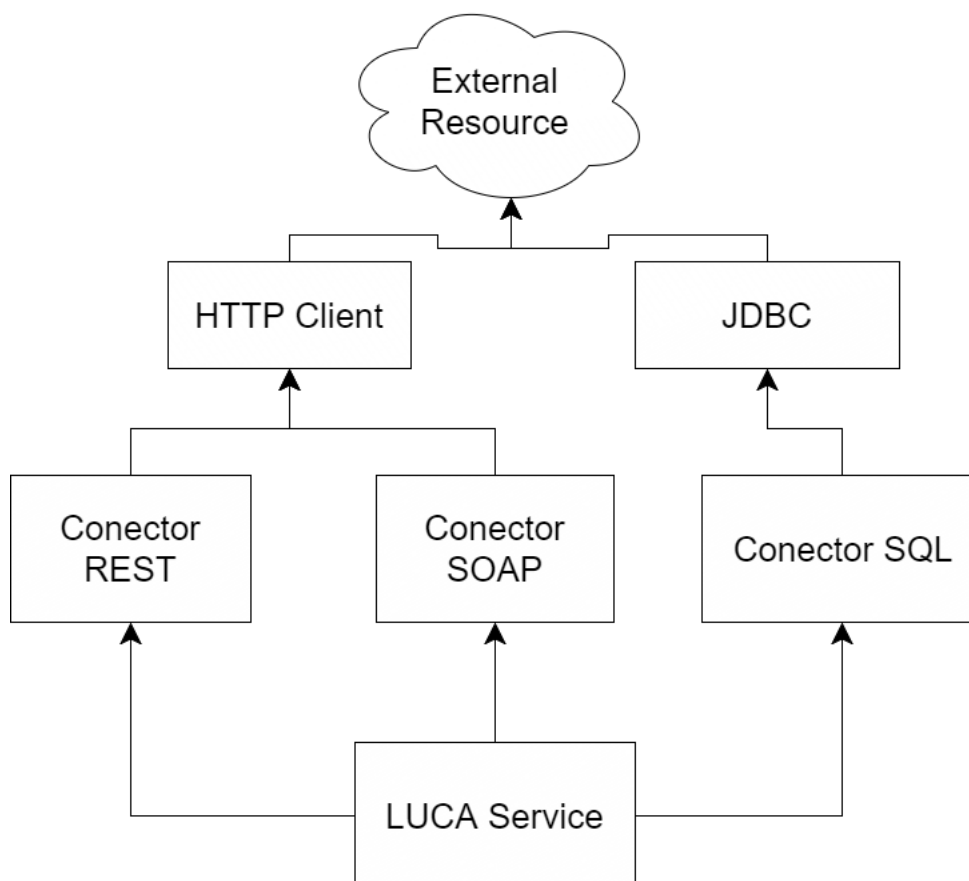 External
Resource
HTTP Client
JDBC
Conector
REST
Conector
SOAP
Conector SQL
LUCA Service